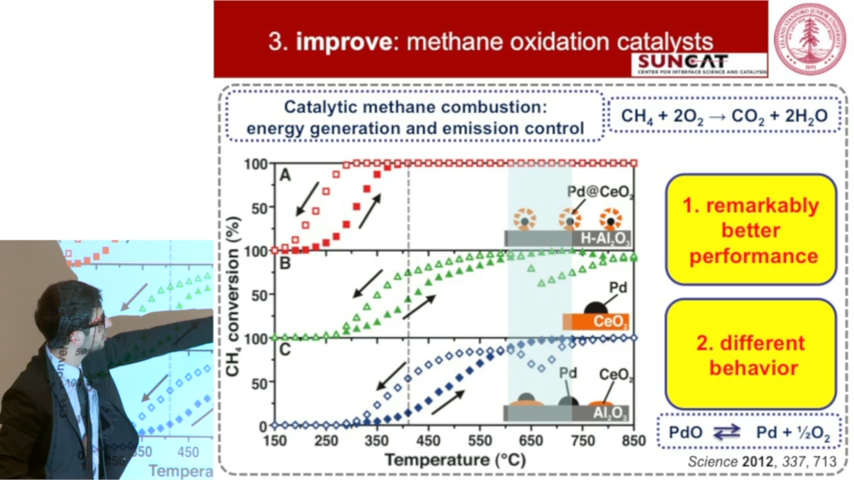 3. improve: methane oxidation catalysts
SUNCAT
CENTER FOR INTERFACE SCIENCE AND CATALYSIS
Catalytic methane combustion:
energy generation and emission control
CH₄ + 2O₂ → CO₂ + 2H₂O
CH₄ conversion (%)
100
50
A
Pd@CeO₂
H-Al₂O₃
100
50
B
Pd
CeO₂
100
50
0
C
Pd
CeO₂
Al₂O₃
150 250 350 450 550 650 750 850
Temperature (°C)
1. remarkably
better
performance
2. different
behavior
PdO ⇌ Pd + ½O₂
Science 2012, 337, 713
350 450
Tempera